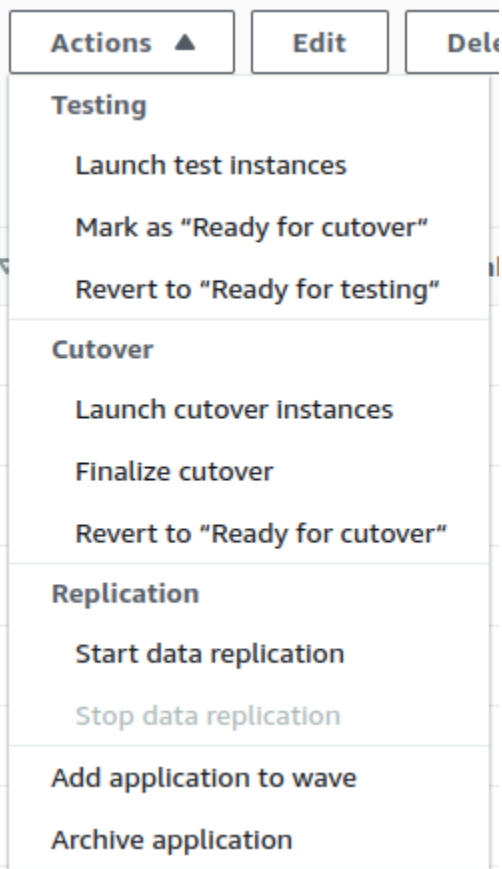 Actions ▲ Edit
Testing
Launch test instances
Mark as “Ready for cutover”
Revert to “Ready for testing”
Cutover
Launch cutover instances
Finalize cutover
Revert to “Ready for cutover”
Replication
Start data replication
Stop data replication
Add application to wave
Archive application